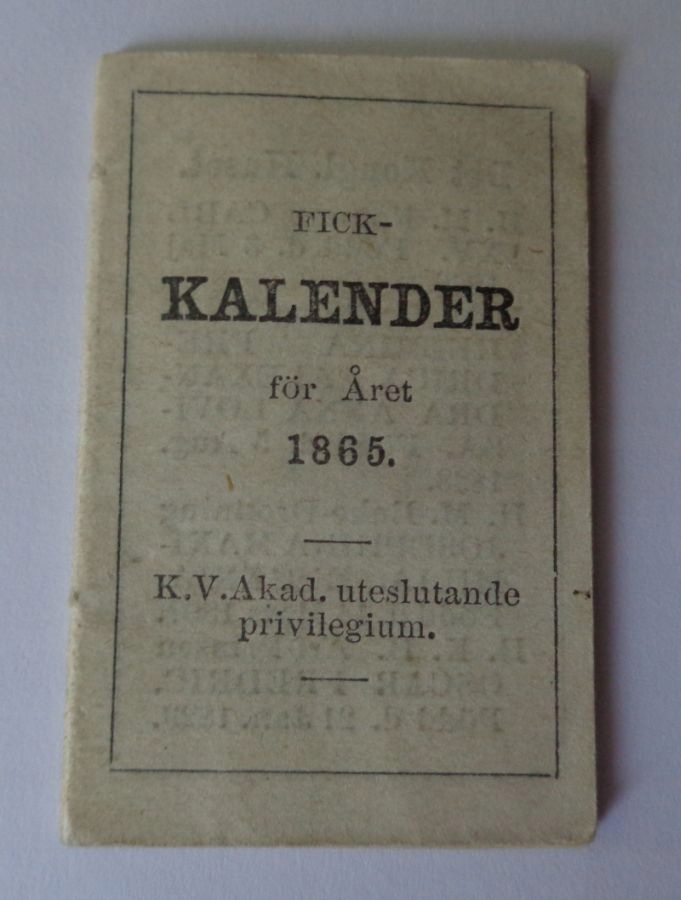 FICK-
KALENDER
för Året
1865.
K.V.Akad. uteslutande
privilegium.